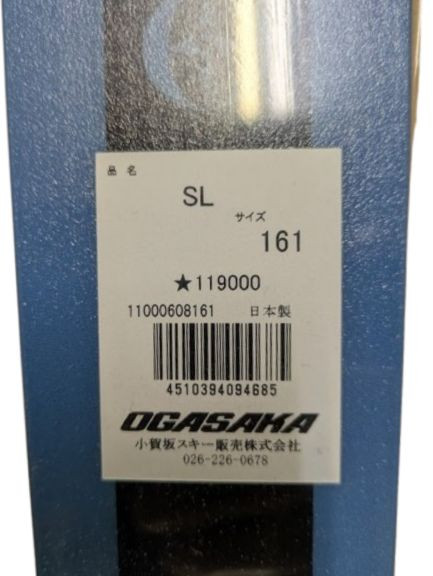 品 名
SL
サイズ
161
★119000
11000608161 日本製
4510394094685
OGASAKA
小賀坂スキー販売株式会社
026-226-0678